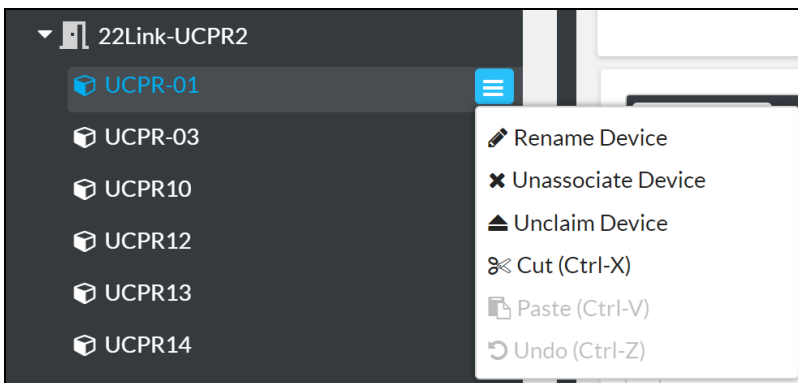 22Link-UCPR2
UCPR-01
UCPR-03
UCPR10
UCPR12
UCPR13
UCPR14
Rename Device
Unassociate Device
Unclaim Device
Cut (Ctrl-X)
Paste (Ctrl-V)
Undo (Ctrl-Z)